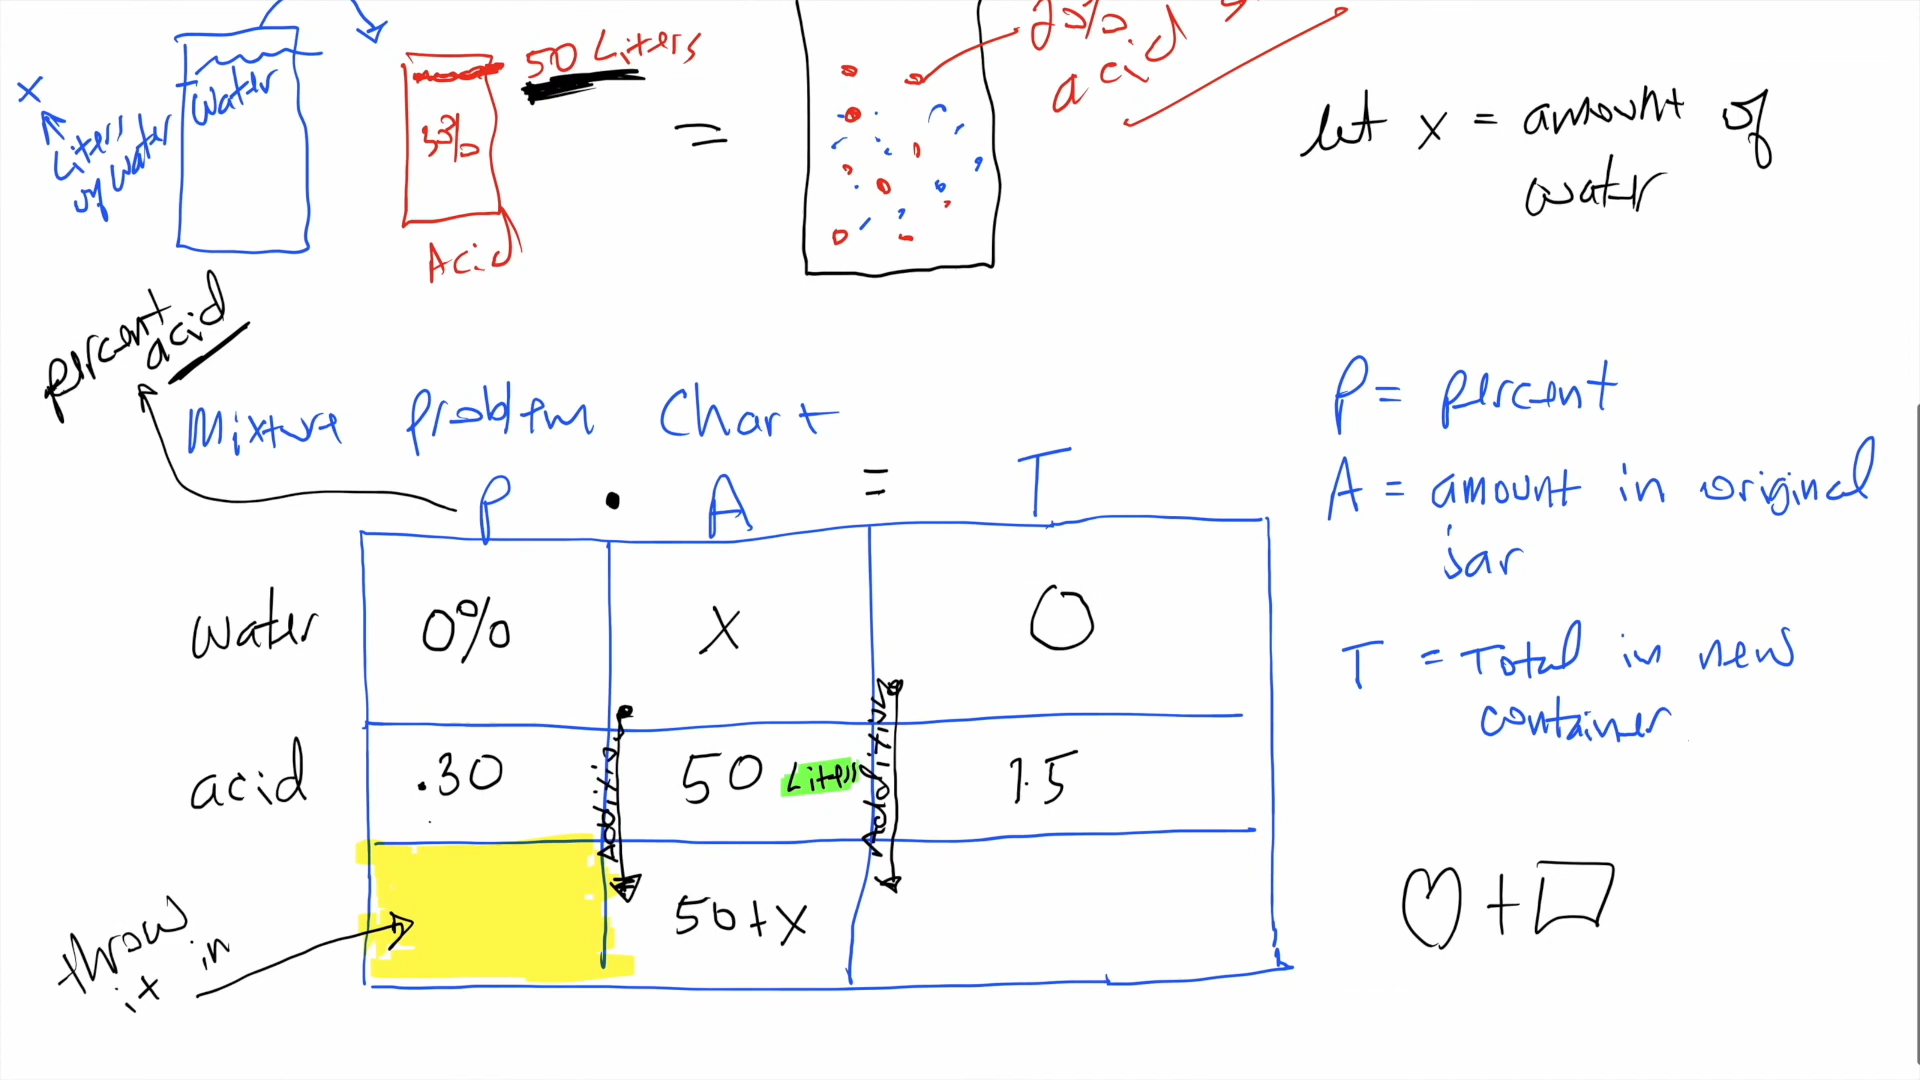 x
Liters
of water
Water
30%
Acid
50 Liters
=
20%
acid
let x = amount of
water
percent
acid
Mixture Problem Chart
P • A = T
P = percent
A = amount in original
jar
T = Total in new
container
water 0% x 0
acid .30 50 Liters 15
Addition
Addition
throw
it in
50+x
+